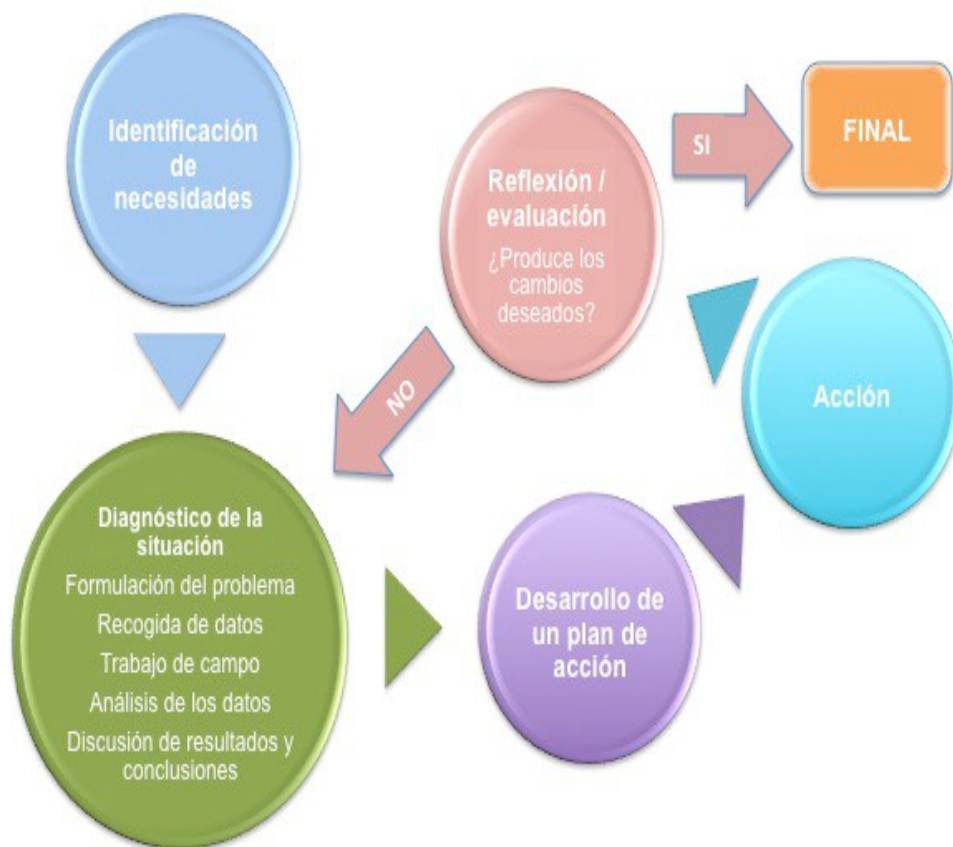 Identificación
de
necesidades
Diagnóstico de la
situación
Formulación del problema
Recogida de datos
Trabajo de campo
Análisis de los datos
Discusión de resultados y
conclusiones
Desarrollo de
un plan de
acción
Acción
Reflexión /
evaluación
¿Produce los
cambios
deseados?
NO
SI
FINAL